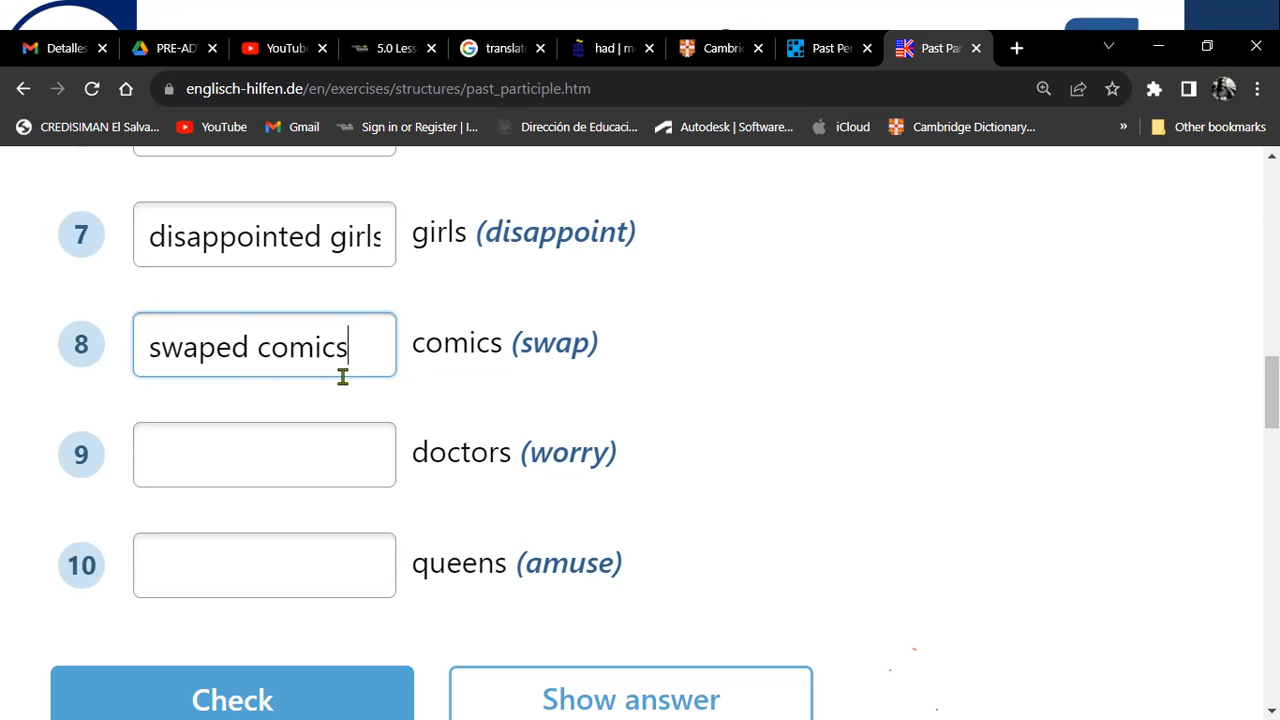 Detalles
PRE-AD
YouTube
5.0 Less
translat
had | m
Cambri
Past Per
Past Par
englisch-hilfen.de/en/exercises/structures/past_participle.htm
CREDISIMAN El Salva...
YouTube
Gmail
Sign in or Register | I...
Dirección de Educaci...
Autodesk | Software...
iCloud
Cambridge Dictionary...
»
Other bookmarks
7 disappointed girls girls (disappoint)
8 swaped comics comics (swap)
9 doctors (worry)
10 queens (amuse)
Check Show answer